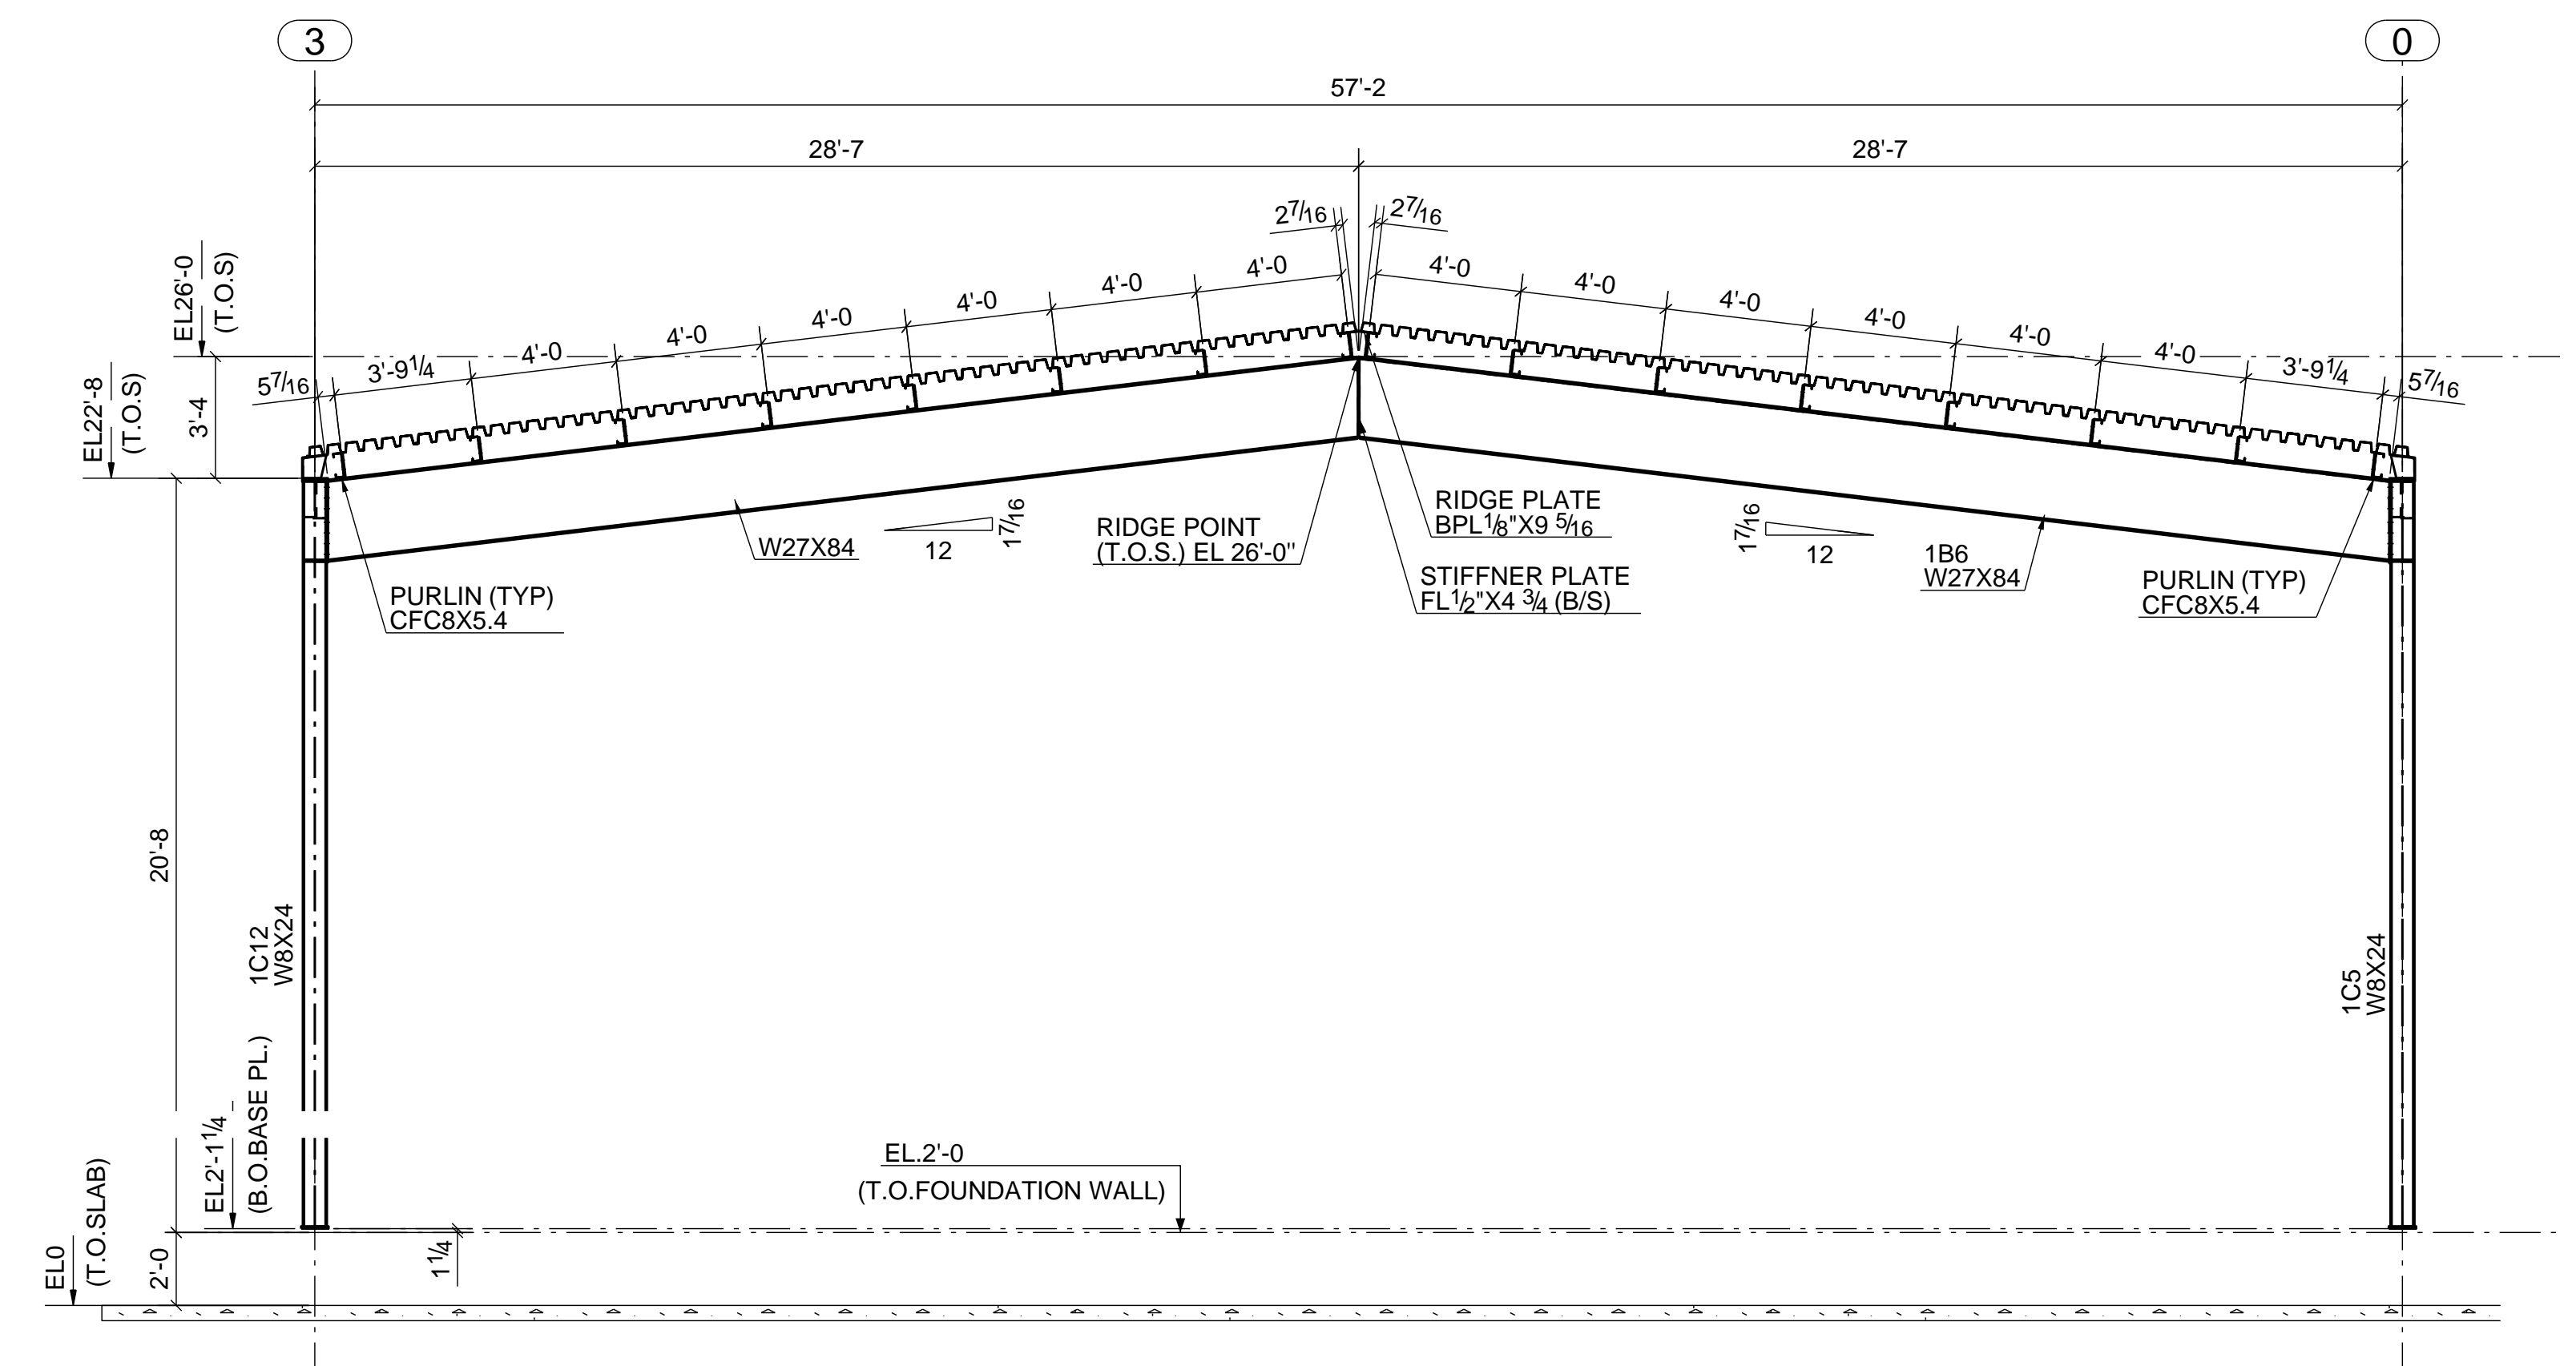 3
0
57'-2
28'-7
28'-7
2 7/16
2 7/16
4'-0
4'-0
4'-0
4'-0
4'-0
4'-0
3'-9 1/4
5 7/16
4'-0
4'-0
4'-0
4'-0
4'-0
4'-0
3'-9 1/4
5 7/16
EL26'-0
(T.O.S)
EL22'-8
(T.O.S)
3'-4
RIDGE PLATE
BPL 1/8"X9 5/16
RIDGE POINT
(T.O.S.) EL 26'-0"
STIFFNER PLATE
FL 1/2"X4 3/4 (B/S)
W27X84
12
1 7/16
1 7/16
12
1B6
W27X84
PURLIN (TYP)
CFC8X5.4
PURLIN (TYP)
CFC8X5.4
20'-8
1C12
W8X24
1C5
W8X24
EL2'-1 1/4
(B.O.BASE PL.)
EL.2'-0
(T.O.FOUNDATION WALL)
EL0
(T.O.SLAB)
2'-0
1 1/4